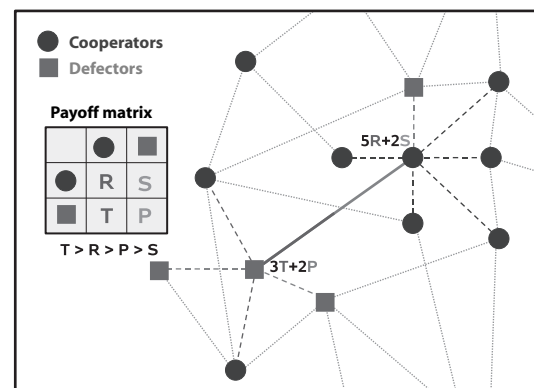 Cooperators
Defectors
Payoff matrix
R S
T P
T > R > P > S
5R+2S
3T+2P